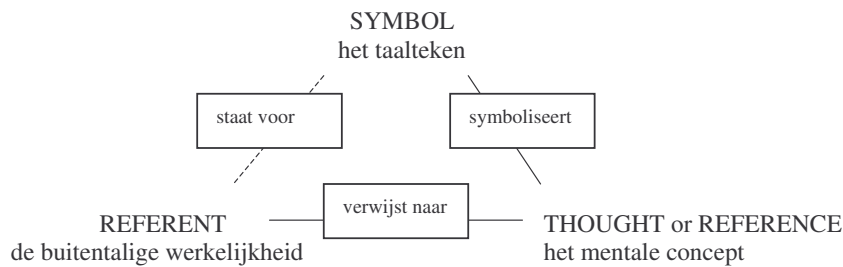 SYMBOL
het taalteken
staat voor
symboliseert
verwijst naar
REFERENT
de buitentalige werkelijkheid
THOUGHT or REFERENCE
het mentale concept